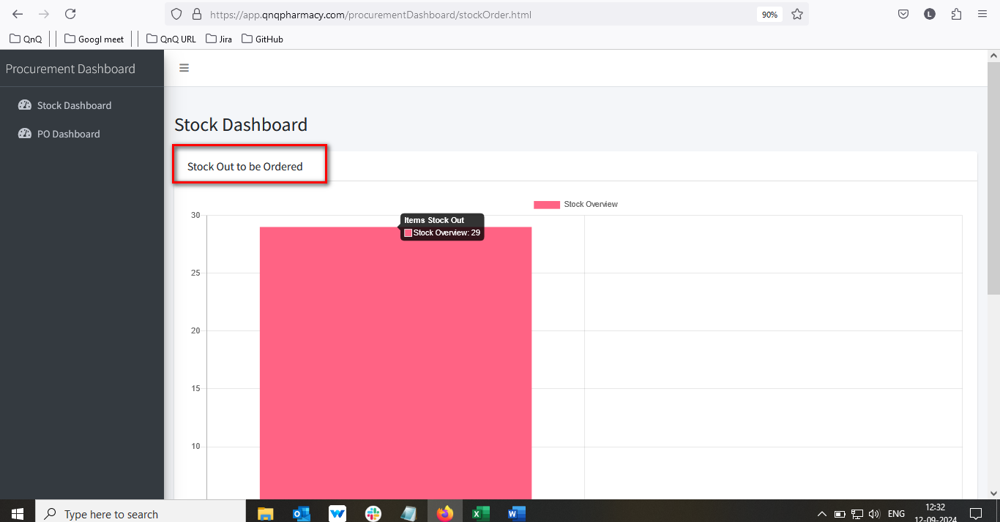 https://app.qnqpharmacy.com/procurementDashboard/stockOrder.html
90%
L
QnQ
Googl meet
QnQ URL
Jira
GitHub
Procurement Dashboard
Stock Dashboard
PO Dashboard
Stock Dashboard
Stock Out to be Ordered
Stock Overview
30
Items Stock Out
Stock Overview: 29
25
20
15
10
Type here to search
ENG
12:32
12-09-2024